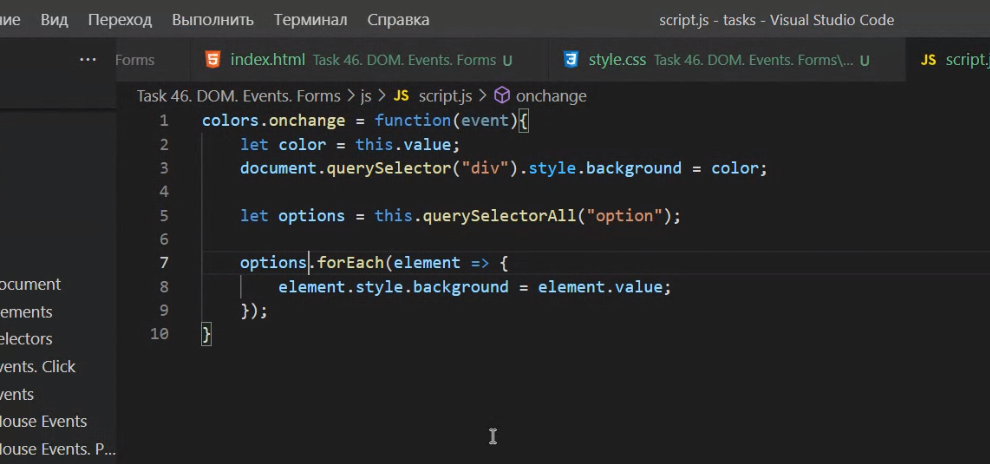 ние Вид Переход Выполнить Терминал Справка script.js - tasks - Visual Studio Code
... Forms index.html Task 46. DOM. Events. Forms U style.css Task 46. DOM. Events. Forms\... U JS script.j
Task 46. DOM. Events. Forms > js > JS script.js > onchange
1 colors.onchange = function(event){
2 let color = this.value;
3 document.querySelector("div").style.background = color;
4
5 let options = this.querySelectorAll("option");
6
7 options.forEach(element => {
8 element.style.background = element.value;
9 });
10 }
ocument
ements
electors
vents. Click
vents
Mouse Events
Mouse Events. P...